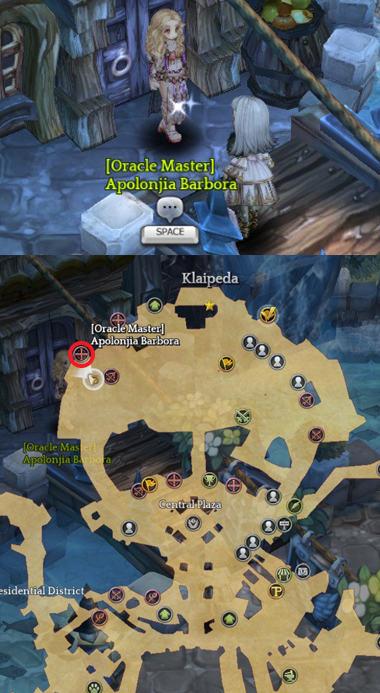 [Oracle Master]
Apolonjia Barbora
SPACE
Klaipeda
[Oracle Master]
Apolonjia Barbora
[Oracle Master]
Apolonjia Barbora
Central Plaza
esidential District